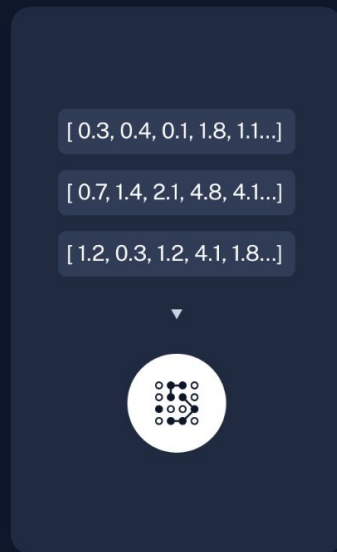 [ 0.3, 0.4, 0.1, 1.8, 1.1...]
[ 0.7, 1.4, 2.1, 4.8, 4.1...]
[ 1.2, 0.3, 1.2, 4.1, 1.8...]